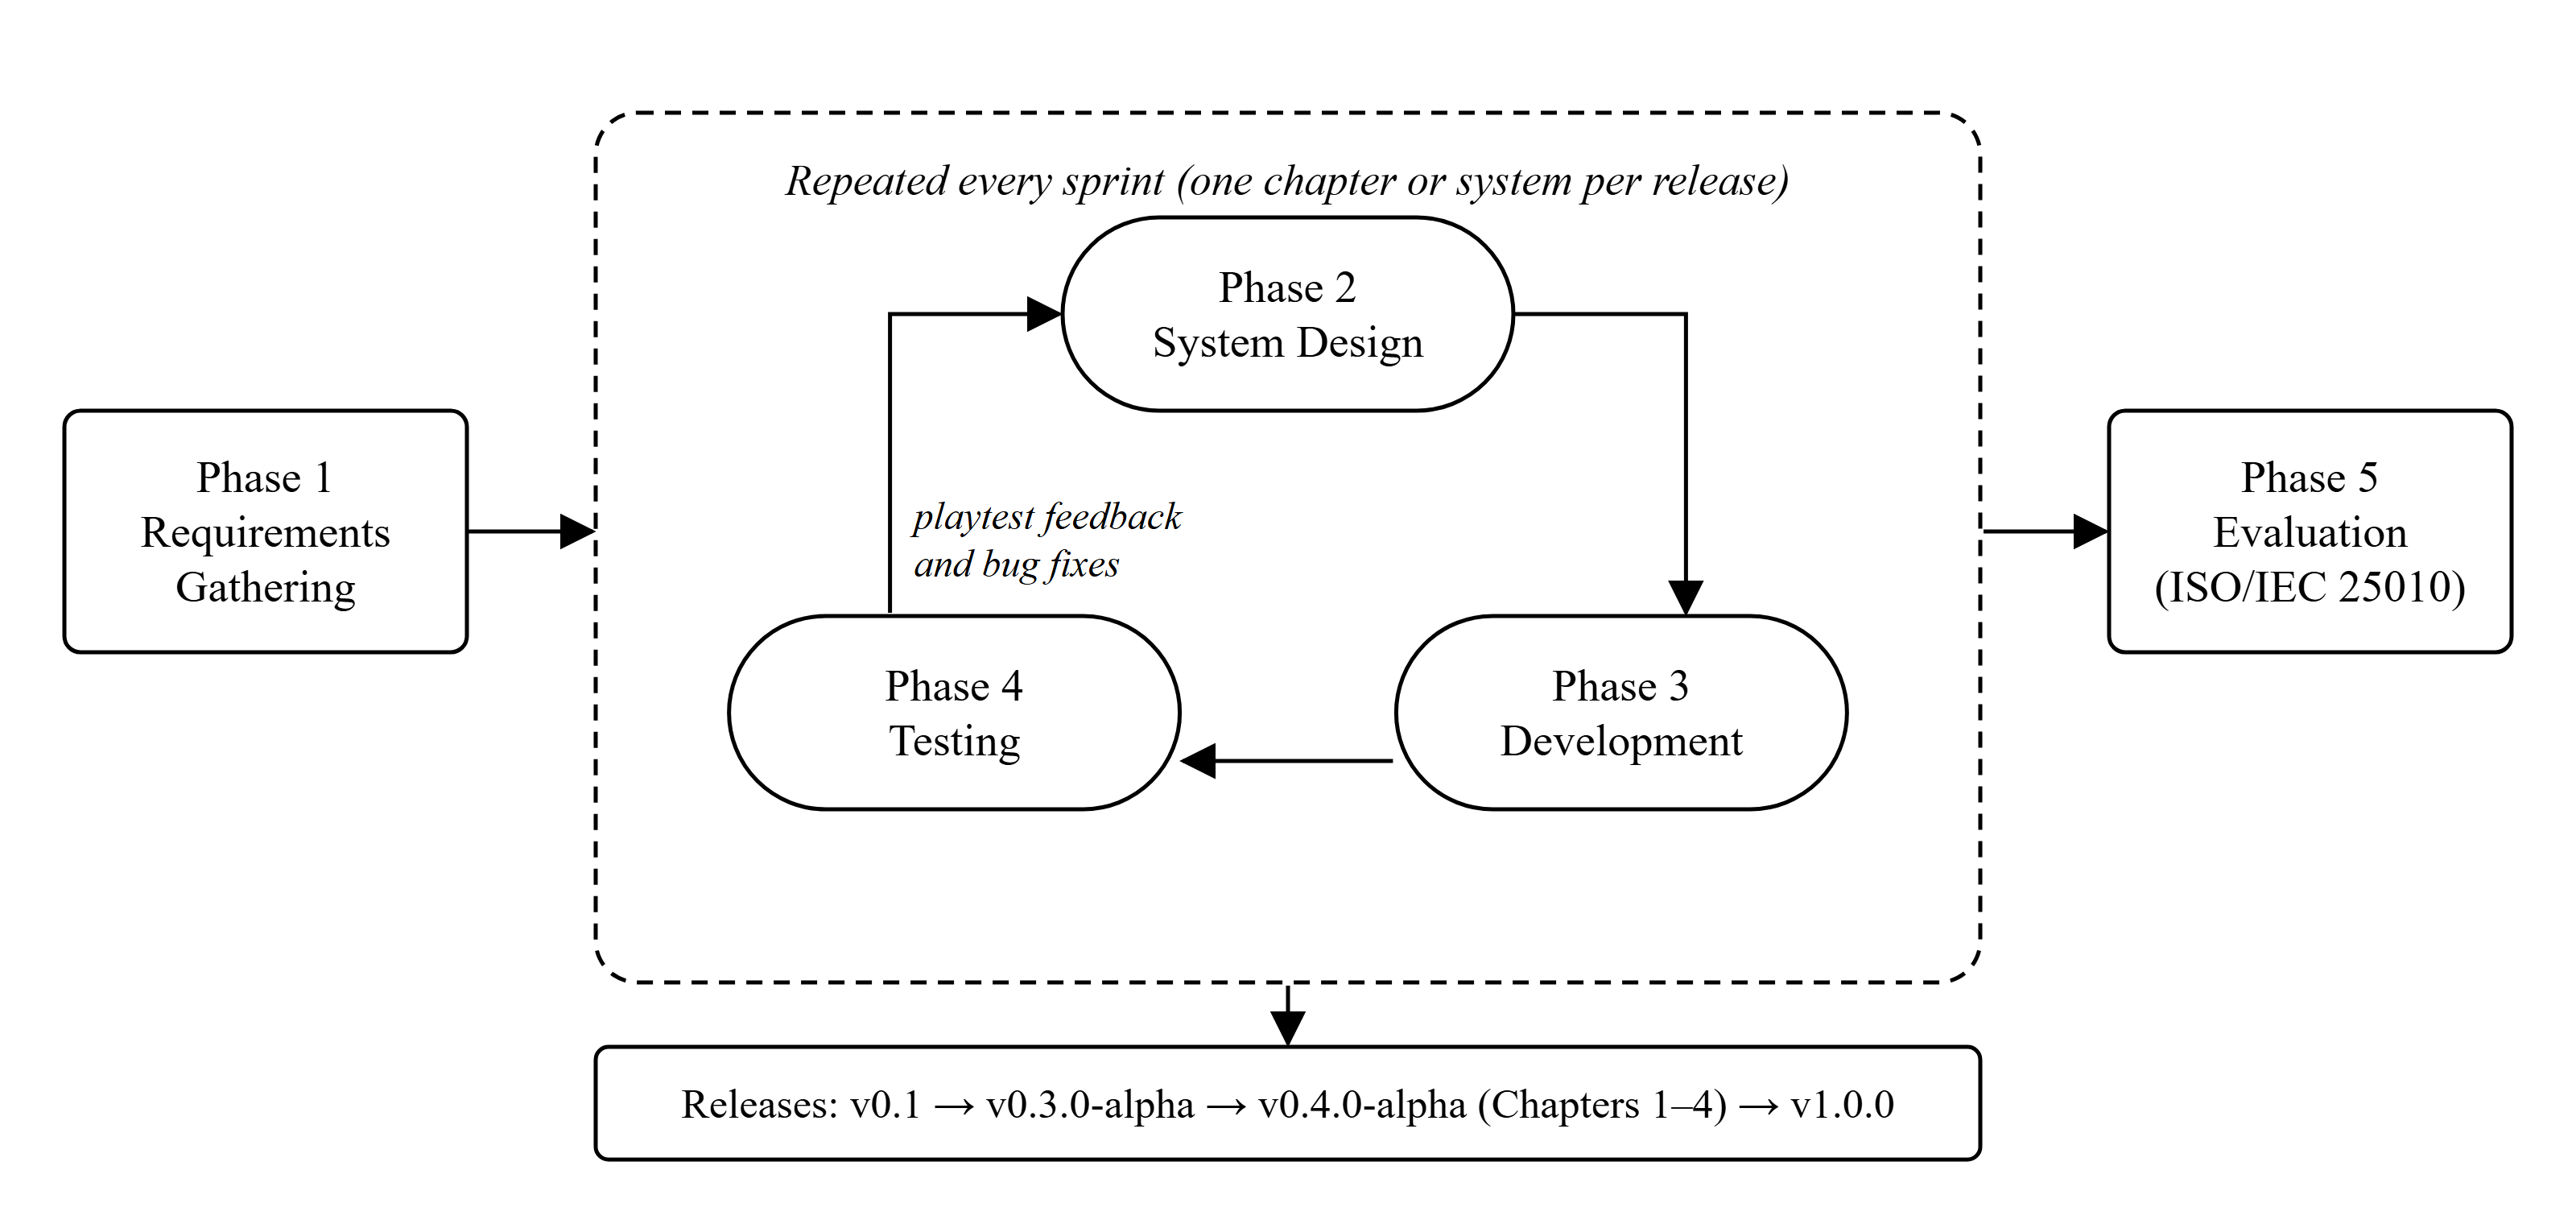 Repeated every sprint (one chapter or system per release)
Phase 2
System Design
Phase 1
Requirements
Gathering
playtest feedback
and bug fixes
Phase 5
Evaluation
(ISO/IEC 25010)
Phase 4
Testing
Phase 3
Development
Releases: v0.1 → v0.3.0-alpha → v0.4.0-alpha (Chapters 1–4) → v1.0.0